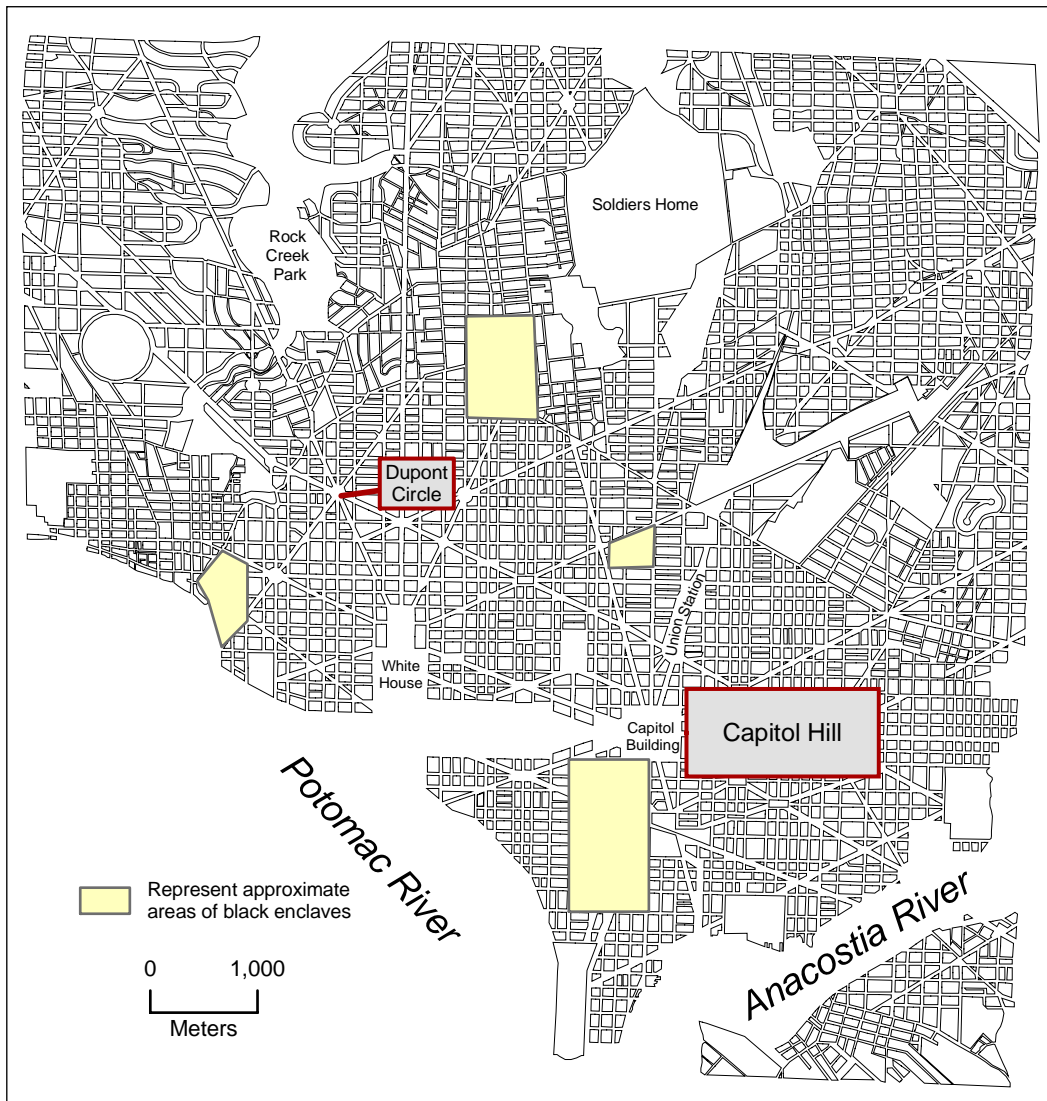 Soldiers Home
Rock
Creek
Park
Dupont
Circle
Union Station
White
House
Capitol
Building
Capitol Hill
Potomac River
Represent approximate
areas of black enclaves
Anacostia River
0 1,000
Meters